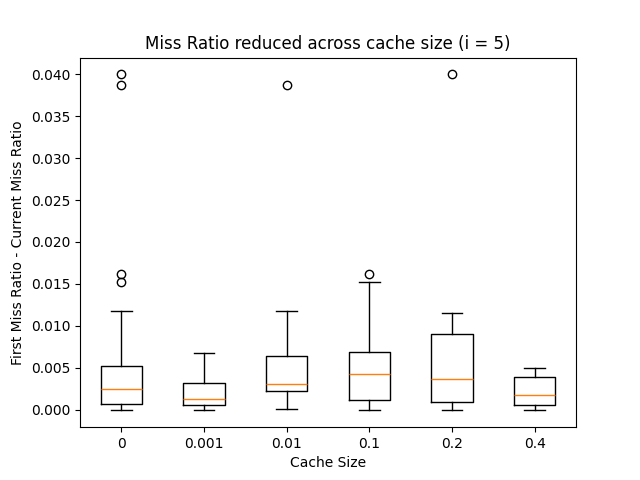 Miss Ratio reduced across cache size (i = 5)
First Miss Ratio - Current Miss Ratio
0.040
0.035
0.030
0.025
0.020
0.015
0.010
0.005
0.000
0 0.001 0.01 0.1 0.2 0.4
Cache Size